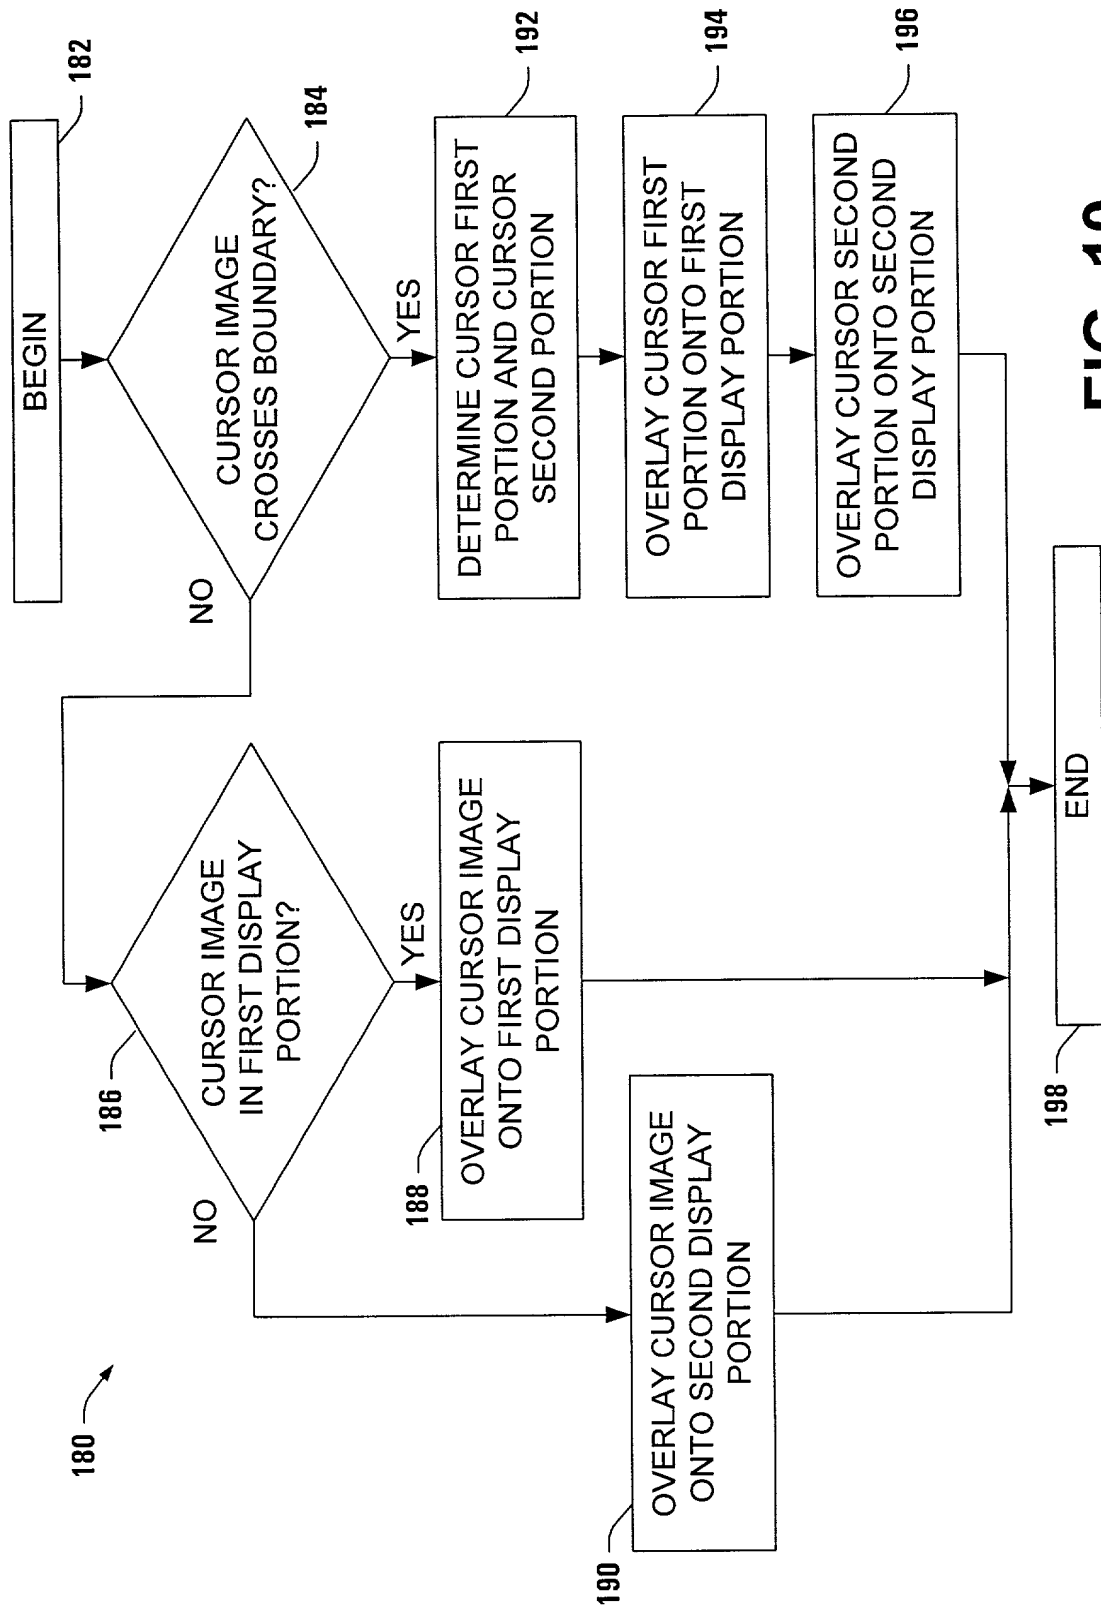 BEGIN
182
CURSOR IMAGE
CROSSES BOUNDARY?
184
NO
YES
DETERMINE CURSOR FIRST
PORTION AND CURSOR
SECOND PORTION
192
OVERLAY CURSOR FIRST
PORTION ONTO FIRST
DISPLAY PORTION
194
OVERLAY CURSOR SECOND
PORTION ONTO SECOND
DISPLAY PORTION
196
186
CURSOR IMAGE
IN FIRST DISPLAY
PORTION?
NO
YES
188
OVERLAY CURSOR IMAGE
ONTO FIRST DISPLAY
PORTION
180
190
OVERLAY CURSOR IMAGE
ONTO SECOND DISPLAY
PORTION
198
END
FIG.